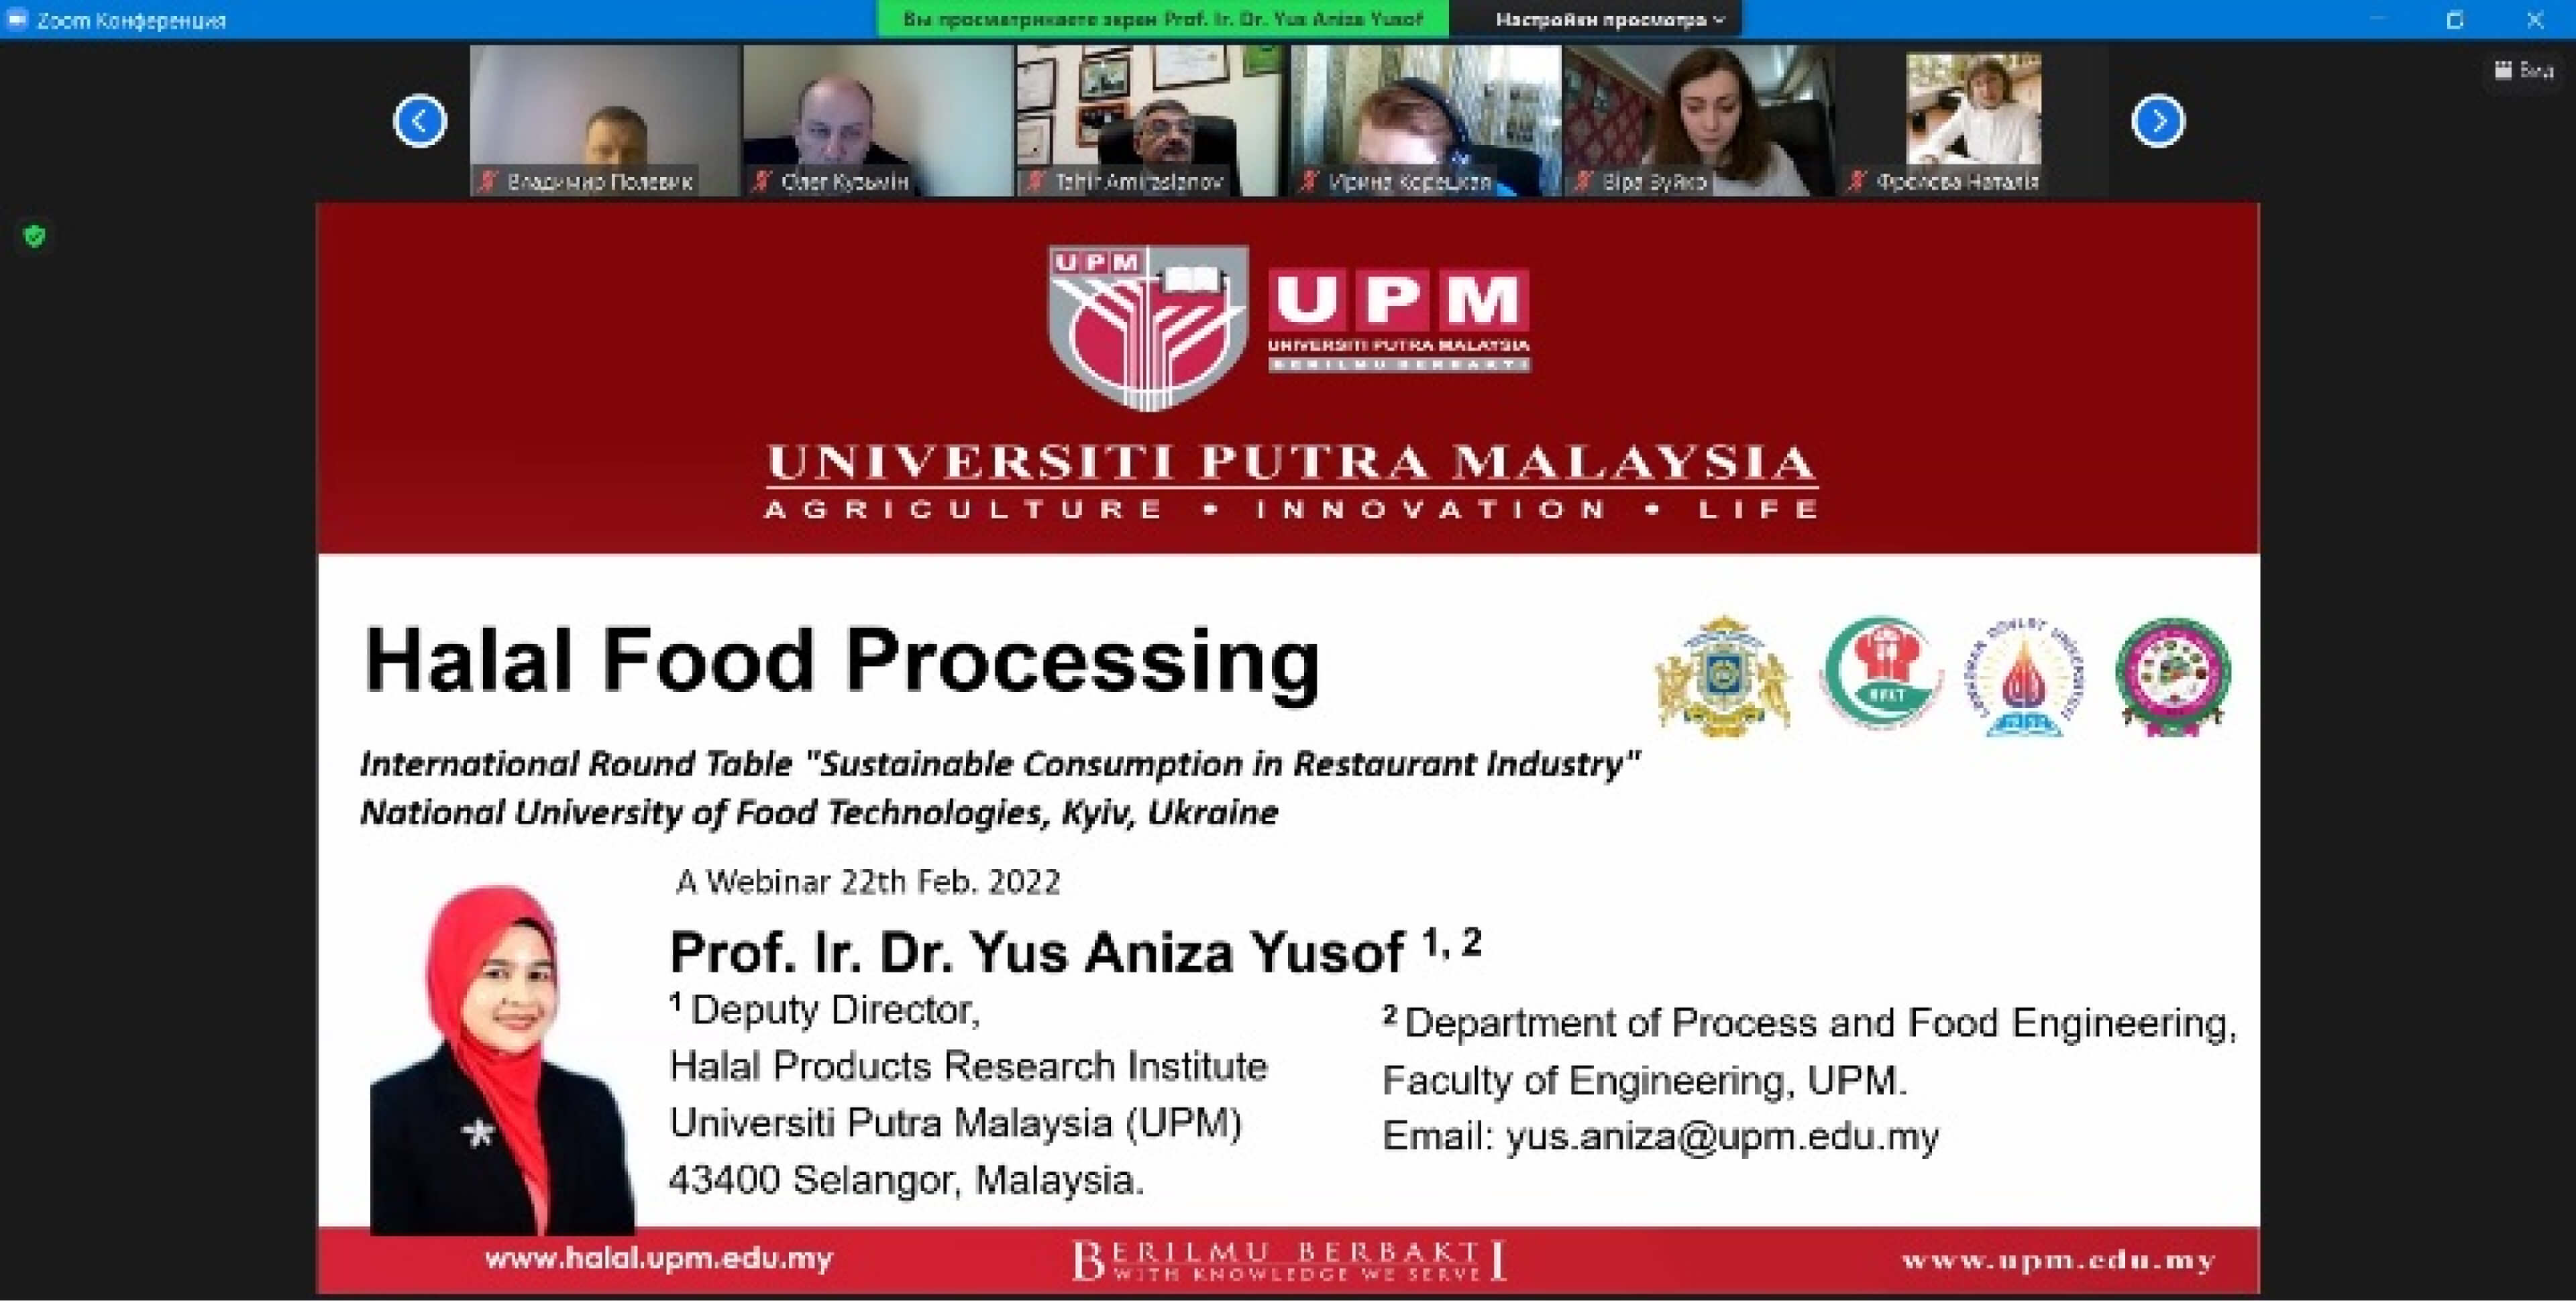 Zoom Конференция
Вы просматриваете экран Prof. Ir. Dr. Yus Aniza Yusof
Настройки просмотра
Вид
Владимир Полевик
Олег Кузьмін
Tahir Amiraslanov
Ирина Корецкая
Віра Зуйко
Фролова Наталія
UPM
UPM
UNIVERSITI PUTRA MALAYSIA
BERILMU BERBAKTI
UNIVERSITI PUTRA MALAYSIA
AGRICULTURE • INNOVATION • LIFE
Halal Food Processing
International Round Table "Sustainable Consumption in Restaurant Industry"
National University of Food Technologies, Kyiv, Ukraine
A Webinar 22th Feb. 2022
Prof. Ir. Dr. Yus Aniza Yusof 1, 2
1 Deputy Director,
Halal Products Research Institute
Universiti Putra Malaysia (UPM)
43400 Selangor, Malaysia.
2 Department of Process and Food Engineering,
Faculty of Engineering, UPM.
Email: yus.aniza@upm.edu.my
www.halal.upm.edu.my
BERILMU BERBAKTI
WITH KNOWLEDGE WE SERVE
www.upm.edu.my